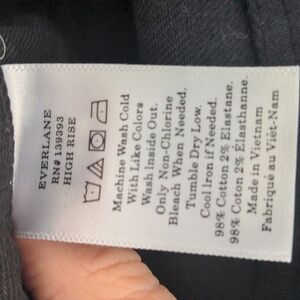 EVERLANE
RN# 139393
HIGH RISE
Machine Wash Cold
With Like Colors
Wash Inside Out.
Only Non-Chlorine
Bleach When Needed.
Tumble Dry Low.
Cool Iron if Needed.
98% Cotton 2% Elastane.
98% Coton 2% Élasthanne.
Made in Vietnam
Fabriqué au Viêt-Nam